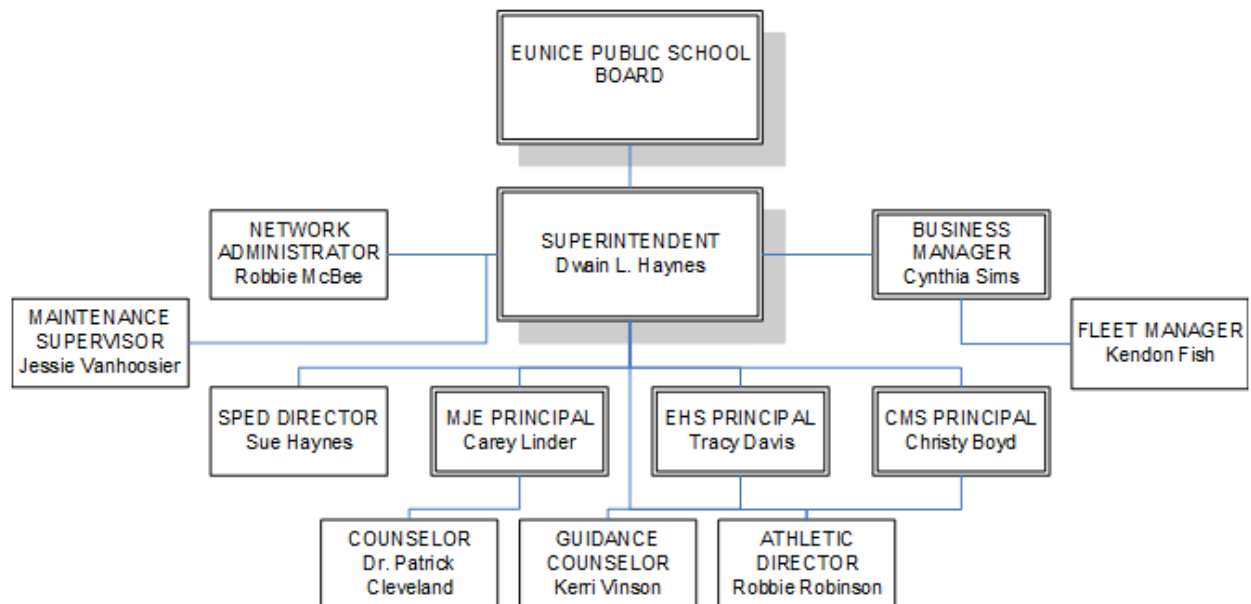 EUNICE PUBLIC SCHOOL
BOARD
SUPERINTENDENT
Dwain L. Haynes
NETWORK
ADMINISTRATOR
Robbie McBee
BUSINESS
MANAGER
Cynthia Sims
MAINTENANCE
SUPERVISOR
Jessie Vanhoosier
FLEET MANAGER
Kendon Fish
SPED DIRECTOR
Sue Haynes
MJE PRINCIPAL
Carey Linder
EHS PRINCIPAL
Tracy Davis
CMS PRINCIPAL
Christy Boyd
COUNSELOR
Dr. Patrick
Cleveland
GUIDANCE
COUNSELOR
Kerri Vinson
ATHLETIC
DIRECTOR
Robbie Robinson